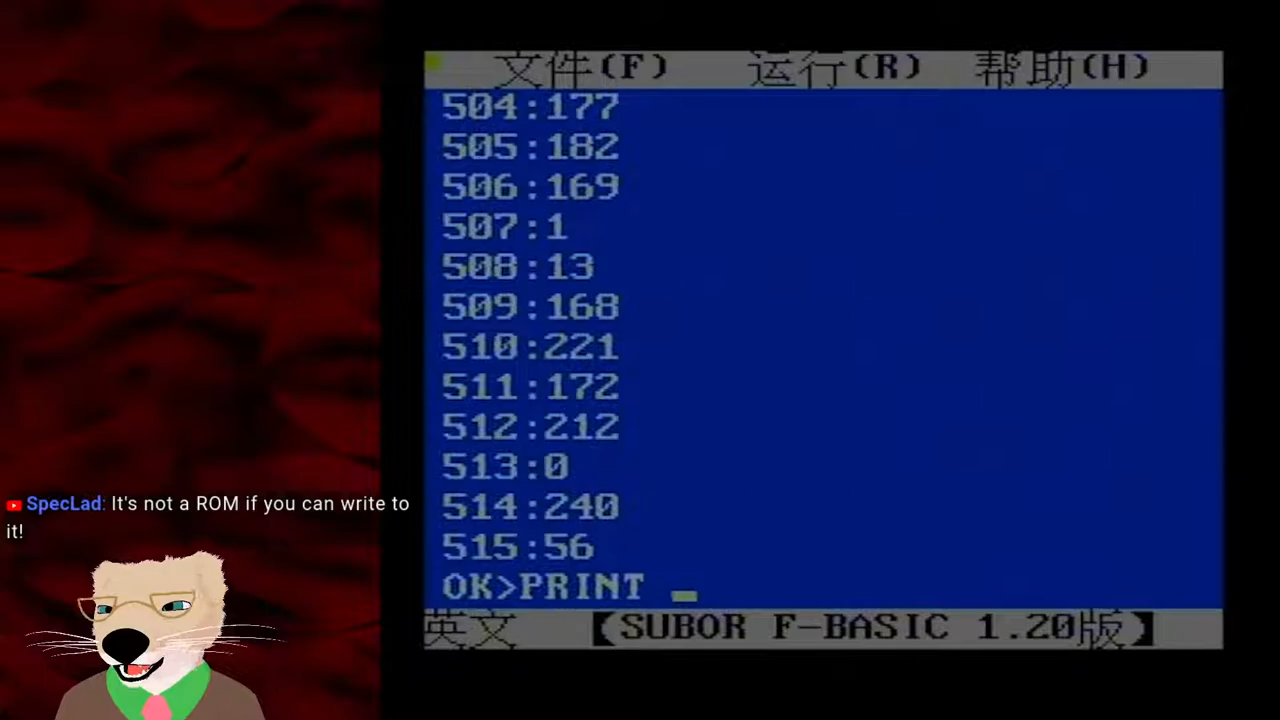 文件(F) 运行(R) 帮助(H)
504:177
505:182
506:169
507:1
508:13
509:168
510:221
511:172
512:212
513:0
514:240
515:56
OK>PRINT _
英文 【SUBOR F-BASIC 1.20版】
SpecLad: It's not a ROM if you can write to
it!